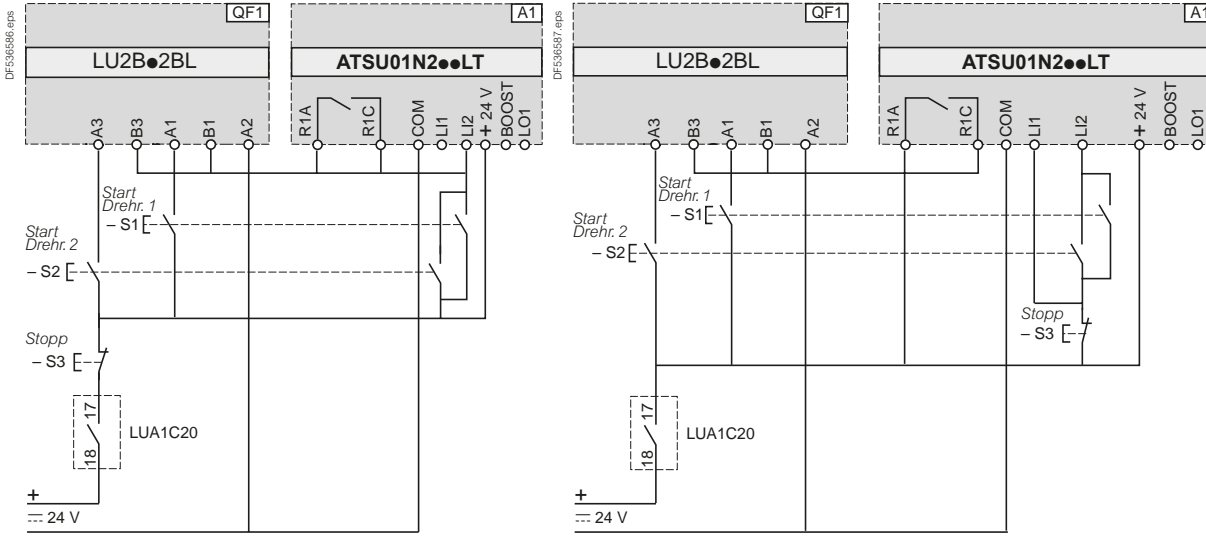 DF536586.eps
QF1
A1
LU2B●2BL
ATSU01N2●●LT
A3
B3
A1
B1
A2
R1A
R1C
COM
LI1
LI2
+ 24 V
BOOST
LO1
Start
Drehr. 1
– S1
Start
Drehr. 2
– S2
Stopp
– S3
17
18
LUA1C20
+
24 V
DF536587.eps
QF1
A1
LU2B●2BL
ATSU01N2●●LT
A3
B3
A1
B1
A2
R1A
R1C
COM
LI1
LI2
+ 24 V
BOOST
LO1
Start
Drehr. 1
– S1
Start
Drehr. 2
– S2
Stopp
– S3
17
18
LUA1C20
+
24 V